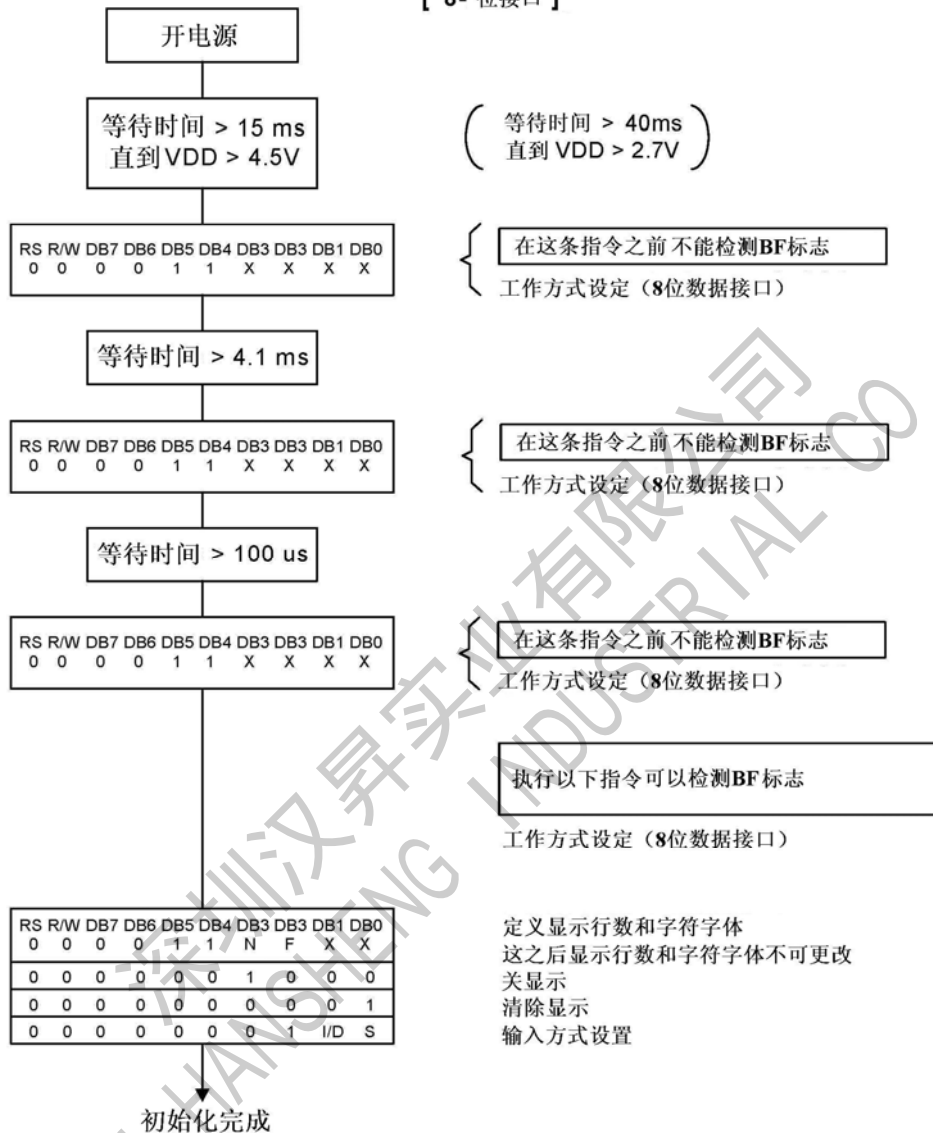 [ 8- 位接口 ]
开电源
等待时间 > 15 ms
直到 VDD > 4.5V
等待时间 > 40ms
直到 VDD > 2.7V
RS R/W DB7 DB6 DB5 DB4 DB3 DB3 DB1 DB0
0 0 0 0 1 1 X X X X
在这条指令之前 不能检测BF标志
工作方式设定（8位数据接口）
等待时间 > 4.1 ms
RS R/W DB7 DB6 DB5 DB4 DB3 DB3 DB1 DB0
0 0 0 0 1 1 X X X X
在这条指令之前 不能检测BF标志
工作方式设定（8位数据接口）
等待时间 > 100 us
RS R/W DB7 DB6 DB5 DB4 DB3 DB3 DB1 DB0
0 0 0 0 1 1 X X X X
在这条指令之前 不能检测BF标志
工作方式设定（8位数据接口）
执行以下指令可以检测BF标志
工作方式设定（8位数据接口）
RS R/W DB7 DB6 DB5 DB4 DB3 DB3 DB1 DB0
0 0 0 0 1 1 N F X X
0 0 0 0 0 0 1 0 0 0
0 0 0 0 0 0 0 0 0 1
0 0 0 0 0 0 0 1 I/D S
定义显示行数和字符字体
这之后显示行数和字符字体不可更改
关显示
清除显示
输入方式设置
初始化完成
深圳汉昇实业有限公司
HANSHENG INDUSTRIAL CO